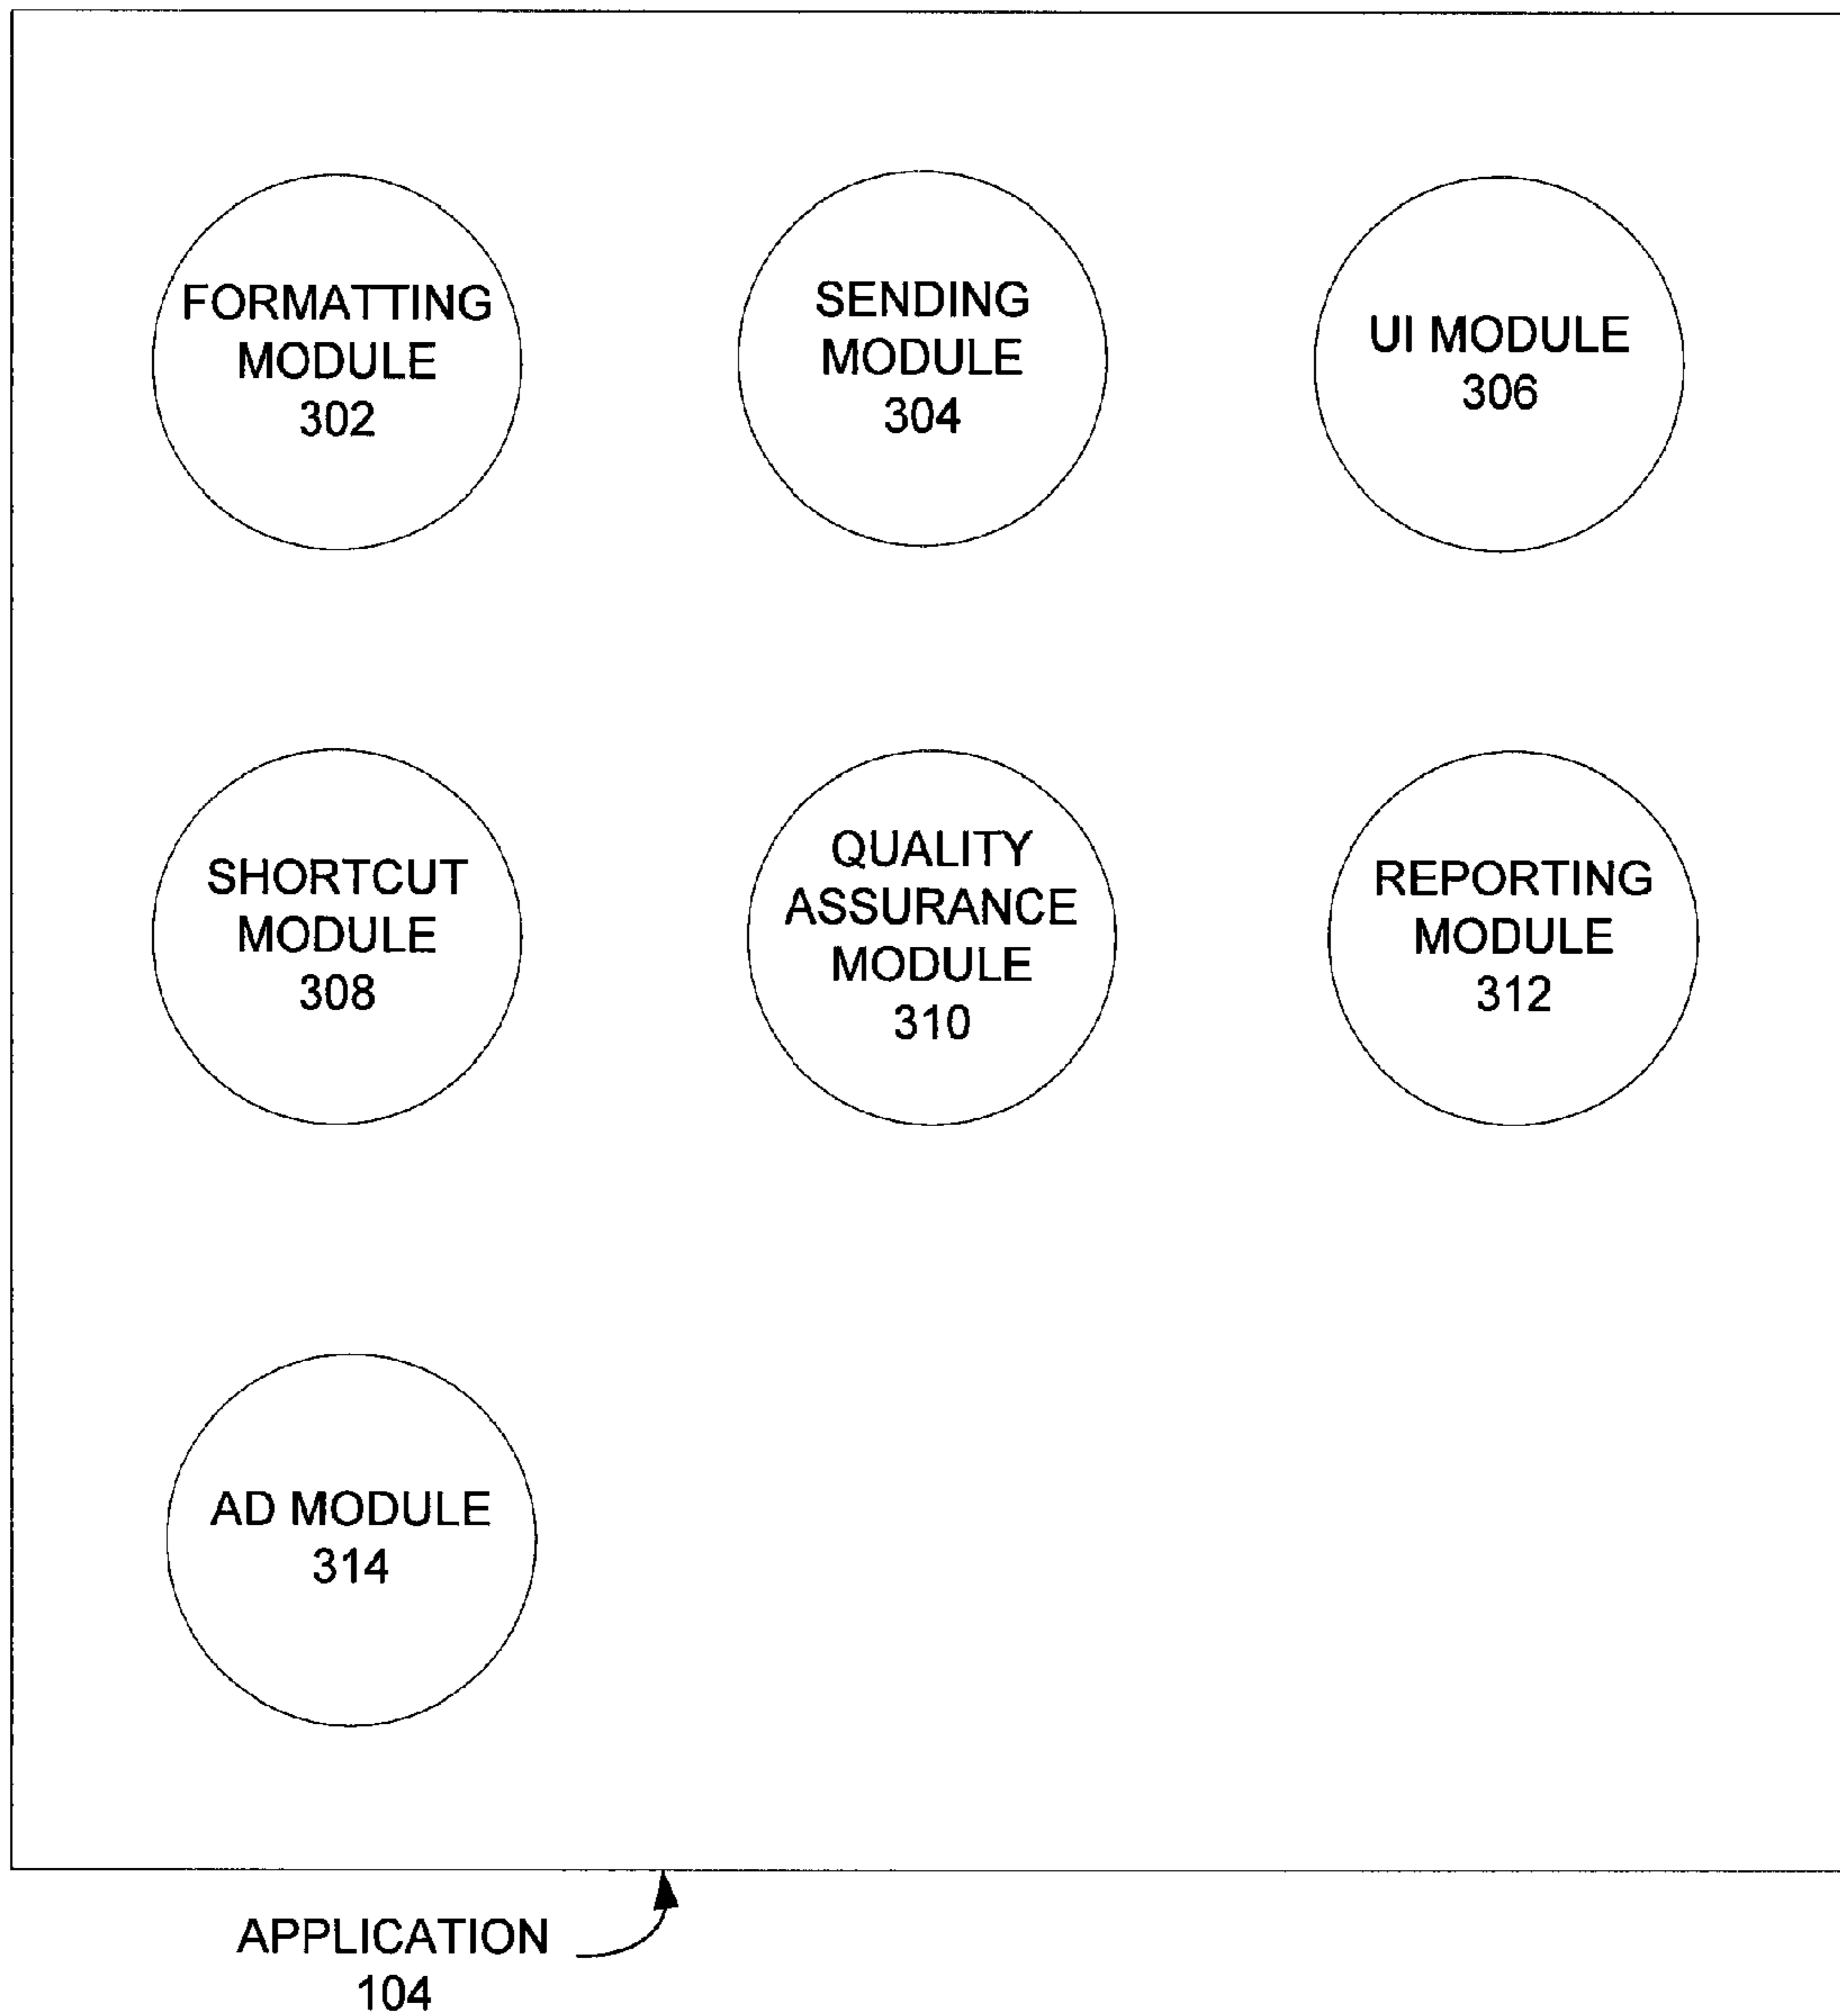 FORMATTING
MODULE
302
SENDING
MODULE
304
UI MODULE
306
SHORTCUT
MODULE
308
QUALITY
ASSURANCE
MODULE
310
REPORTING
MODULE
312
AD MODULE
314
APPLICATION
104